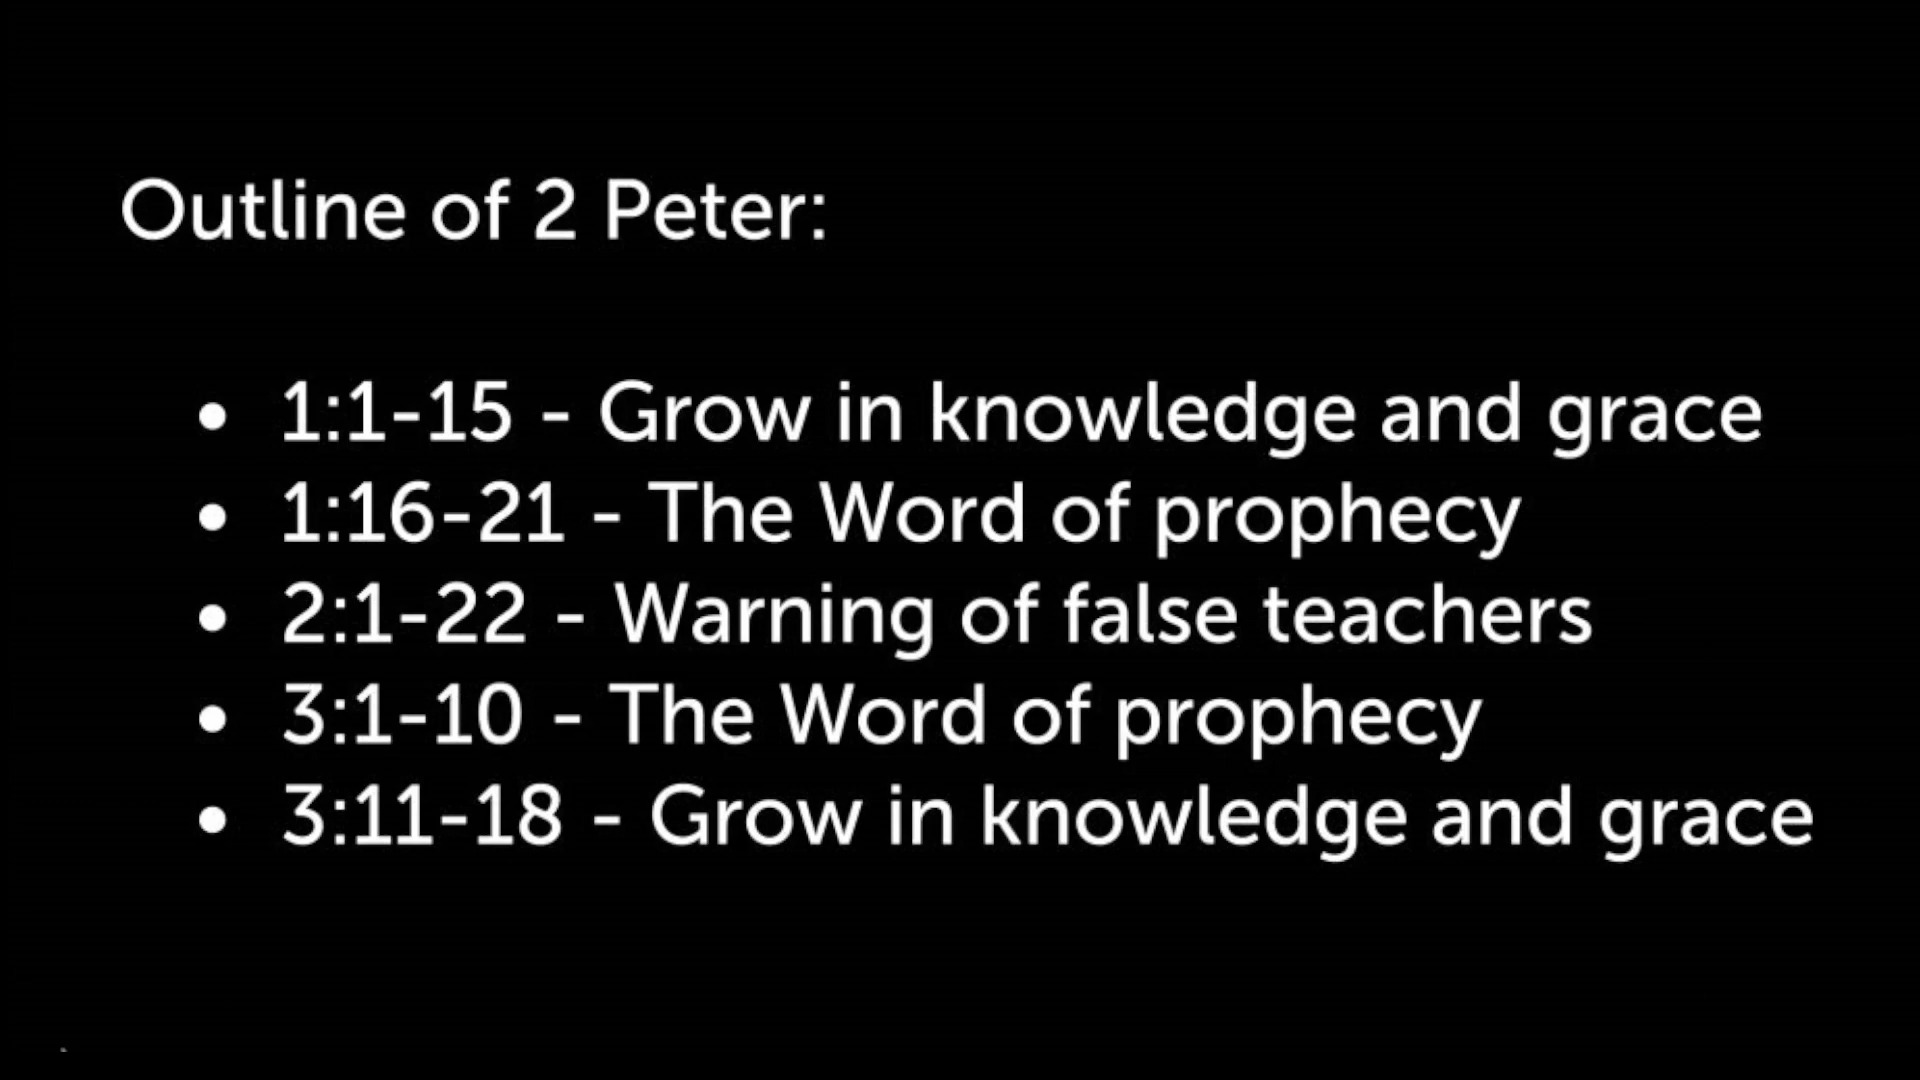 Outline of 2 Peter:
• 1:1-15 - Grow in knowledge and grace
• 1:16-21 - The Word of prophecy
• 2:1-22 - Warning of false teachers
• 3:1-10 - The Word of prophecy
• 3:11-18 - Grow in knowledge and grace